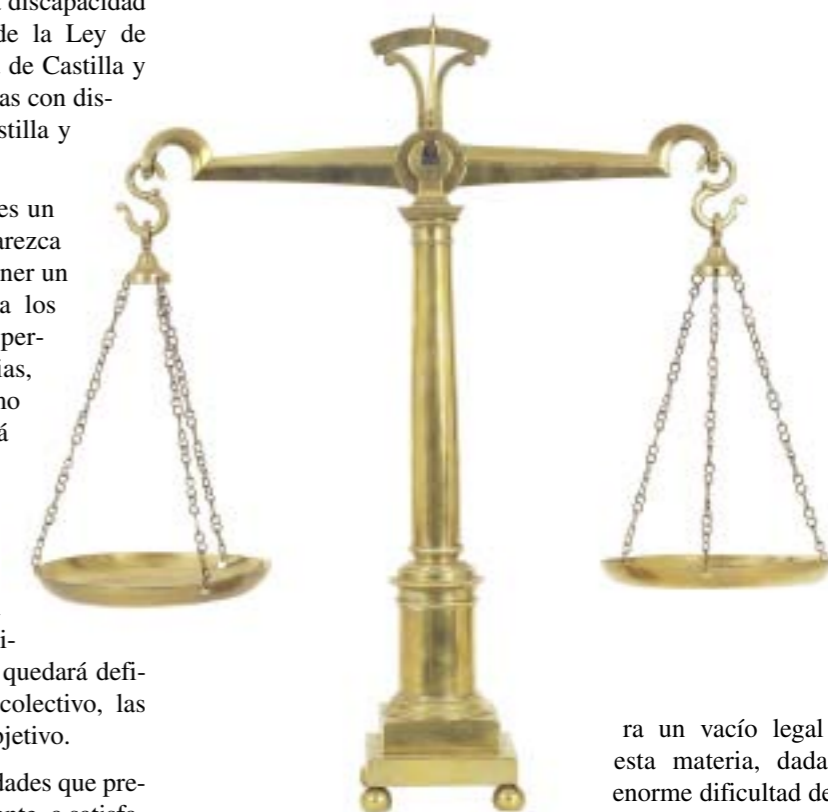 discapacidad
de la Ley de
de Castilla y
as con dis-
stilla y
es un
arezca
ner un
a los
per-
ias,
no
á
i-
quedará defi-
colectivo, las
jetivo.
dades que pre-
ra un vacío legal
esta materia, dada
enorme dificultad de